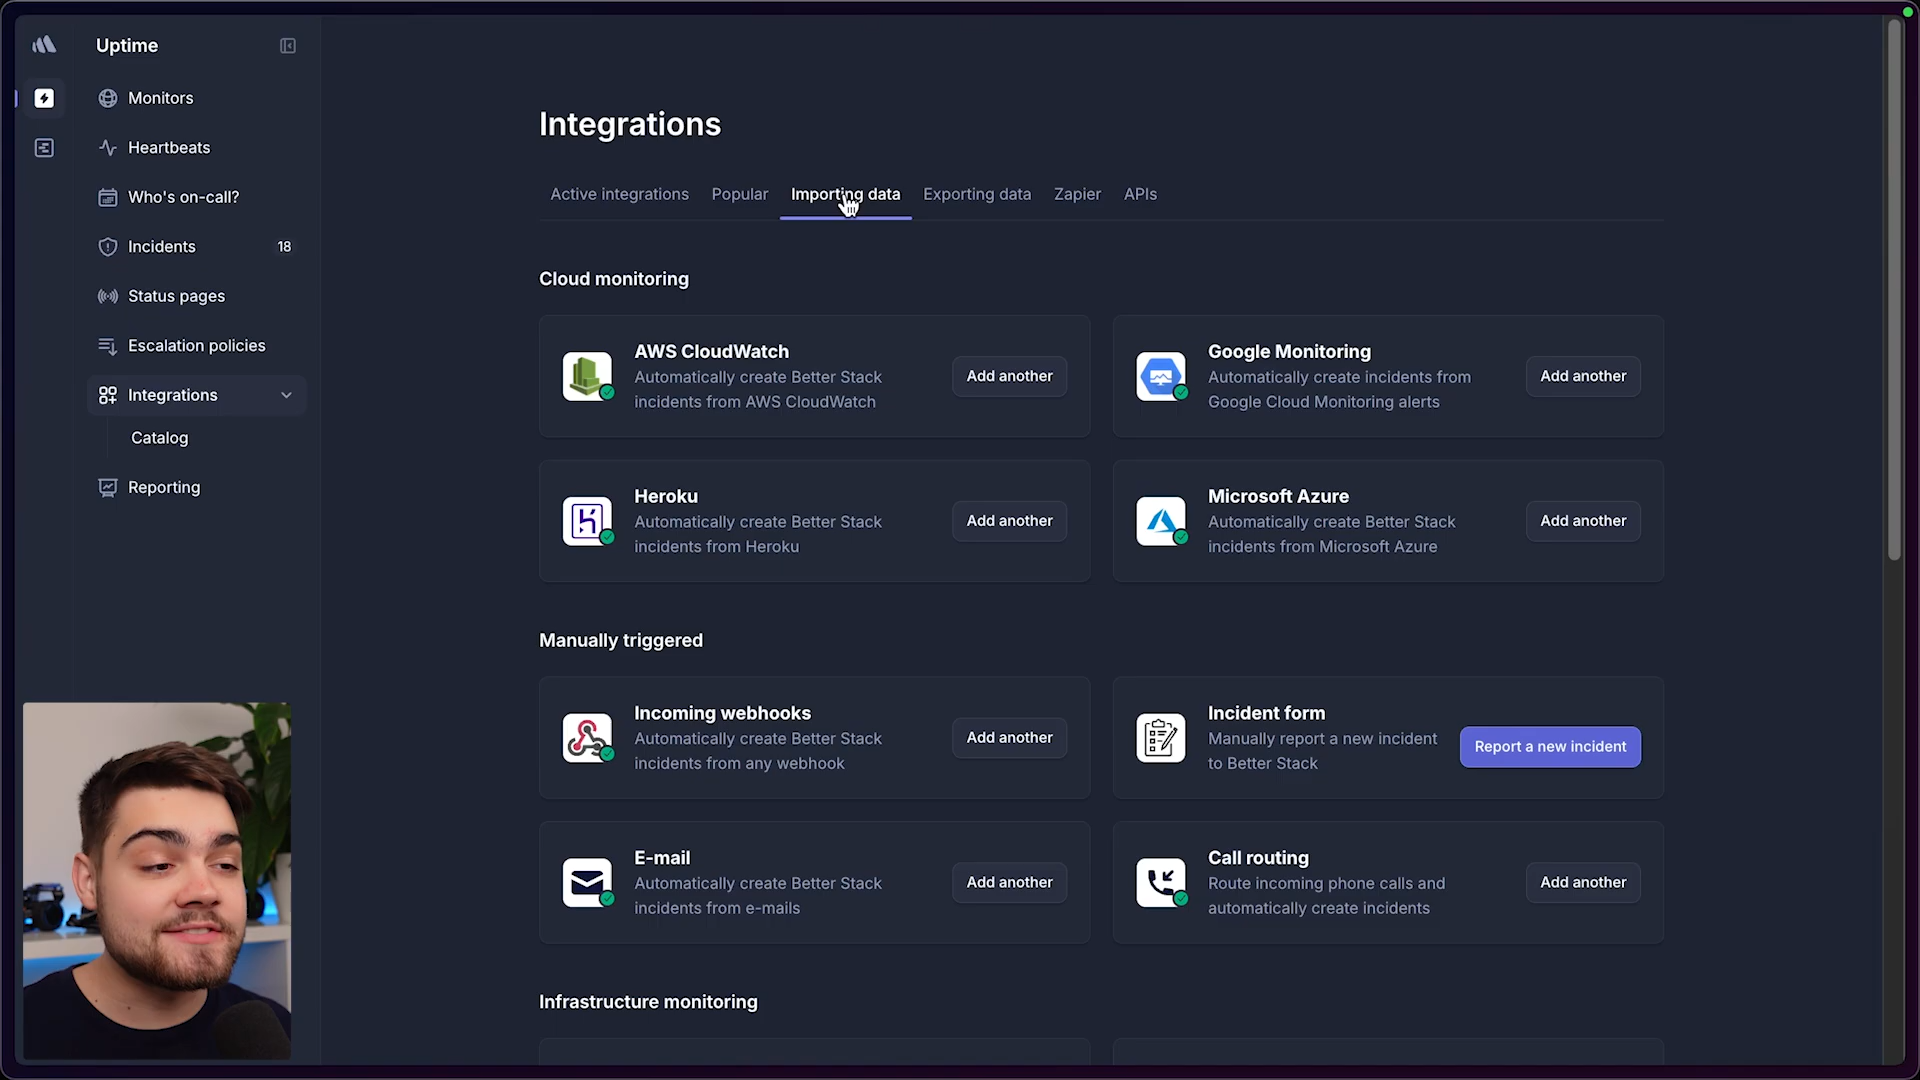 Uptime
Monitors
Heartbeats
Who's on-call?
Incidents 18
Status pages
Escalation policies
Integrations
Catalog
Reporting
Integrations
Active integrations Popular Importing data Exporting data Zapier APIs
Cloud monitoring
AWS CloudWatch
Automatically create Better Stack
incidents from AWS CloudWatch
Add another
Google Monitoring
Automatically create incidents from
Google Cloud Monitoring alerts
Add another
Heroku
Automatically create Better Stack
incidents from Heroku
Add another
Microsoft Azure
Automatically create Better Stack
incidents from Microsoft Azure
Add another
Manually triggered
Incoming webhooks
Automatically create Better Stack
incidents from any webhook
Add another
Incident form
Manually report a new incident
to Better Stack
Report a new incident
E-mail
Automatically create Better Stack
incidents from e-mails
Add another
Call routing
Route incoming phone calls and
automatically create incidents
Add another
Infrastructure monitoring